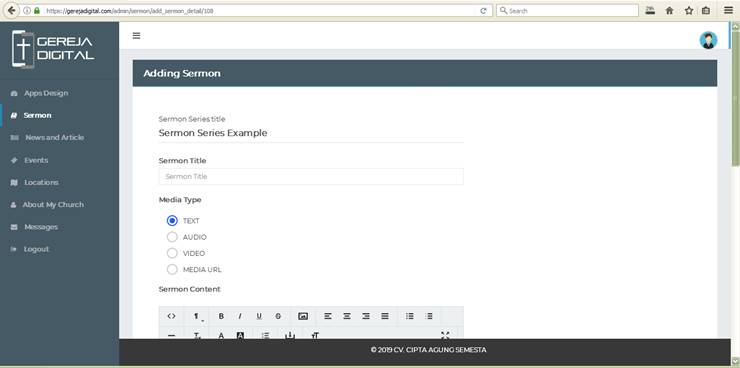 https://gerejadigital.com/admin/sermon/add_sermon_detail/108
Search
GEREJA
DIGITAL
Adding Sermon
Apps Design
Sermon
News and Article
Events
Locations
About My Church
Messages
Logout
Sermon Series title
Sermon Series Example
Sermon Title
Sermon Title
Media Type
TEXT
AUDIO
VIDEO
MEDIA URL
Sermon Content
B I U S
A A
© 2019 CV. CIPTA AGUNG SEMESTA